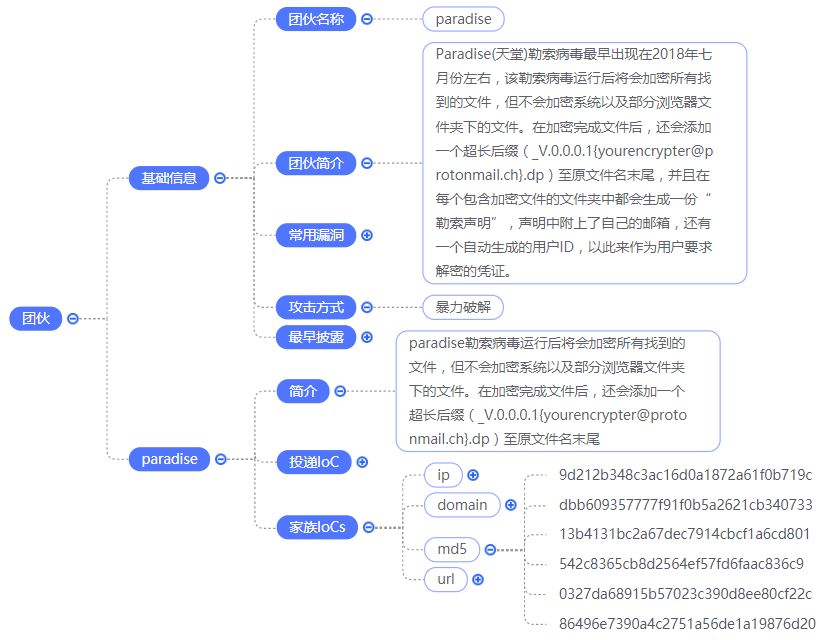 团伙
基础信息
团伙名称
paradise
团伙简介
Paradise(天堂)勒索病毒最早出现在2018年七
月份左右，该勒索病毒运行后将会加密所有找
到的文件，但不会加密系统以及部分浏览器文
件夹下的文件。在加密完成文件后，还会添加
一个超长后缀（_V.0.0.0.1{yourencrypter@p
rotonmail.ch}.dp）至原文件名末尾，并且在
每个包含加密文件的文件夹中都会生成一份“
勒索声明”，声明中附上了自己的邮箱，还有
一个自动生成的用户ID，以此来作为用户要求
解密的凭证。
常用漏洞
攻击方式
暴力破解
最早披露
paradise
简介
paradise勒索病毒运行后将会加密所有找到的
文件，但不会加密系统以及部分浏览器文件夹
下的文件。在加密完成文件后，还会添加一个
超长后缀（_V.0.0.0.1{yourencrypter@proto
nmail.ch}.dp）至原文件名末尾
投递IoC
家族IoCs
ip
domain
md5
9d212b348c3ac16d0a1872a61f0b719c
dbb609357777f91f0b5a2621cb340733
13b4131bc2a67dec7914cbcf1a6cd801
542c8365cb8d2564ef57fd6faac836c9
0327da68915b57023c390d8ee80cf22c
86496e7390a4c2751a56de1a19876d20
url